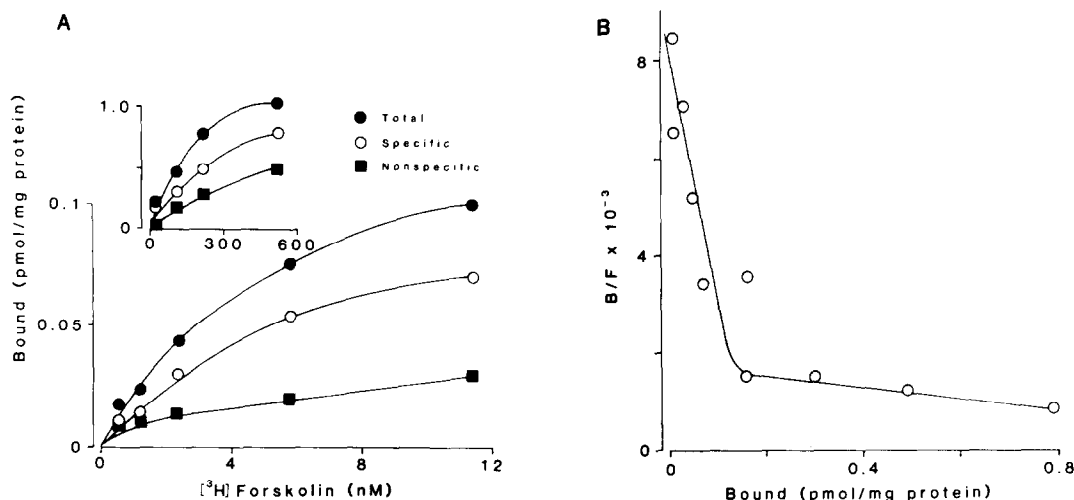 A
Bound (pmol/mg protein)
0.1
0.05
0
0
4
8
12
[³H] Forskolin (nM)
1.0
0
0
300
600
Total
Specific
Nonspecific
B
B/F x 10⁻³
8
4
0
0
0.4
0.8
Bound (pmol/mg protein)